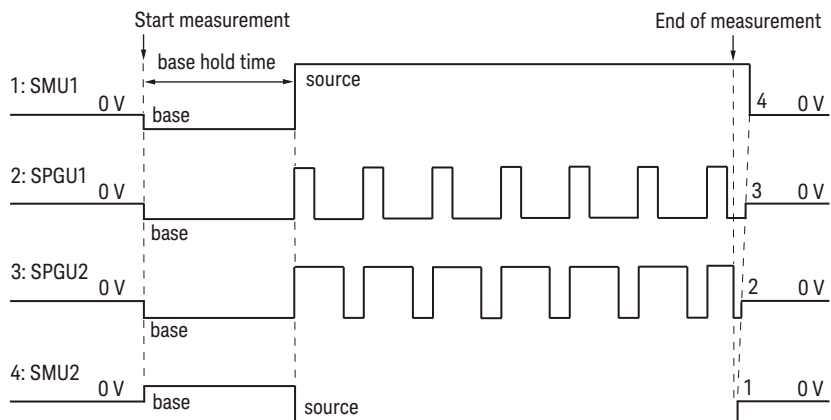 Start measurement
End of measurement
base hold time
source
1: SMU1
0 V
base
4
0 V
2: SPGU1
0 V
base
3
0 V
3: SPGU2
0 V
base
2
0 V
4: SMU2
0 V
base
source
1
0 V